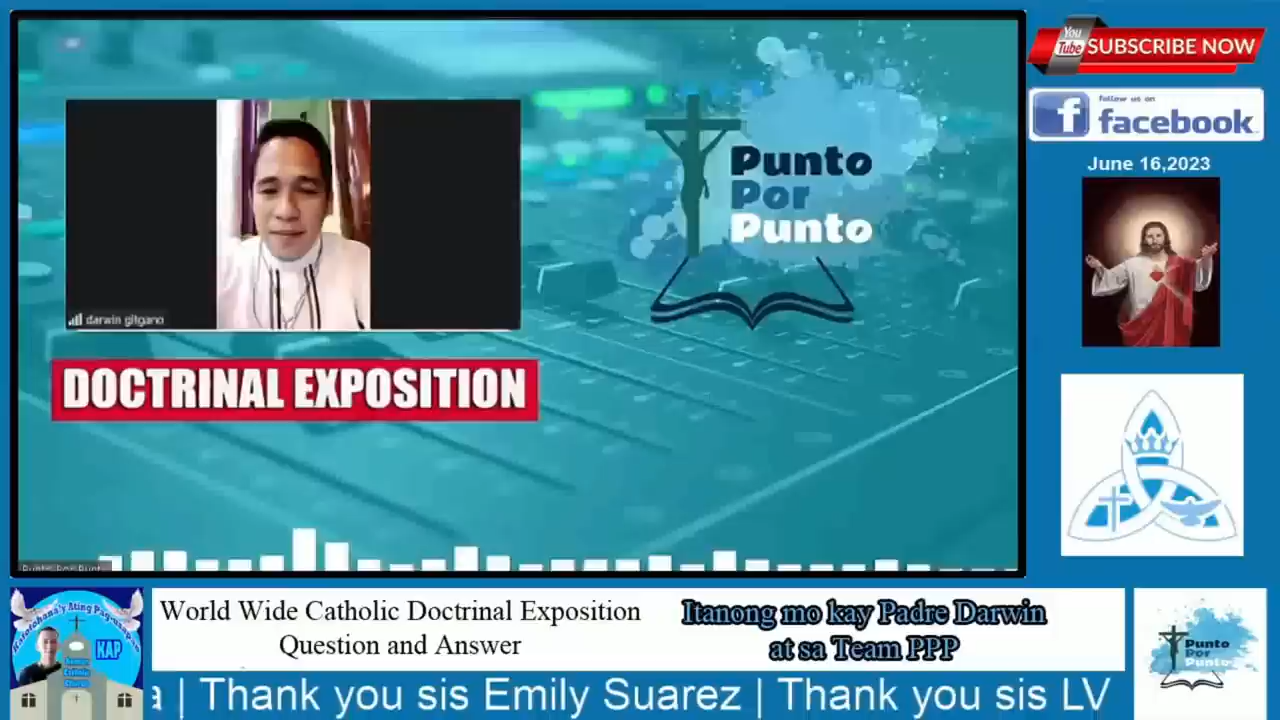 You
Tube
SUBSCRIBE NOW
follow us on
facebook
June 16,2023
Punto
Por
Punto
darwin gitgano
DOCTRINAL EXPOSITION
World Wide Catholic Doctrinal Exposition
Question and Answer
Itanong mo kay Padre Darwin
at sa Team PPP
KAP
Punto
Por
Punto
a | Thank you sis Emily Suarez | Thank you sis LV